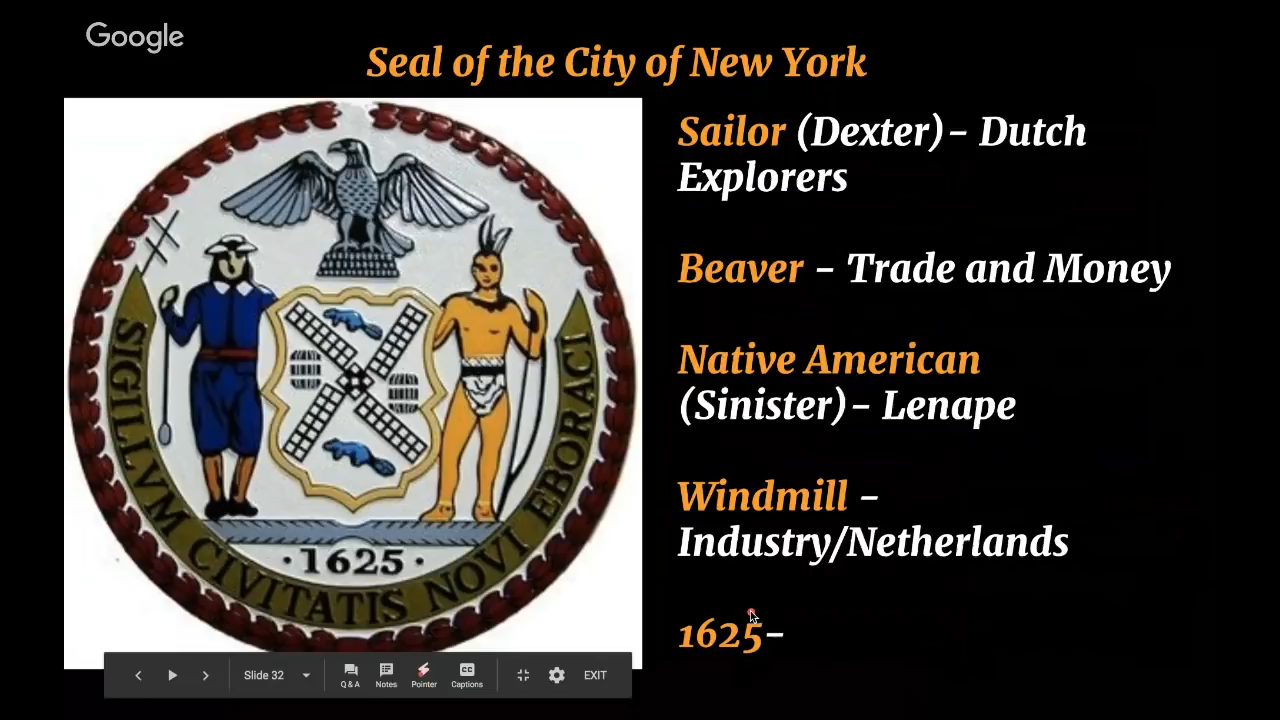 Google
Seal of the City of New York
Sailor (Dexter)- Dutch
Explorers
Beaver - Trade and Money
Native American
(Sinister)- Lenape
Windmill -
Industry/Netherlands
1625-
SIGILLVM CIVITATIS NOVI EBORACI
·1625·
Slide 32
Q & A
Notes
Pointer
CC
Captions
EXIT